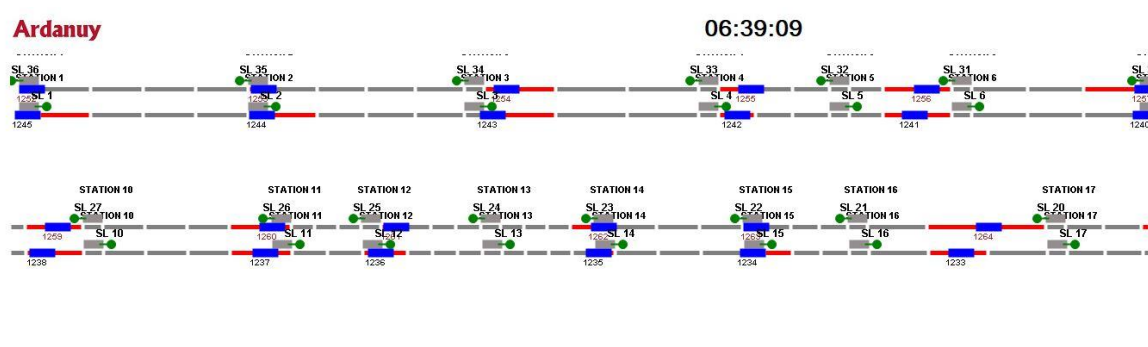 Ardanuy
06:39:09
SL 36 SL 35 SL 34 SL 33 SL 32 SL 31
STATION 1 STATION 2 STATION 3 STATION 4 STATION 5 STATION 6
SL 1 SL 2 1254 SL 4 1255 SL 5 1256 SL 6
1245 1244 1243 1242 1241 1240
STATION 10 STATION 11 STATION 12 STATION 13 STATION 14 STATION 15 STATION 16 STATION 17
SL 27 SL 26 SL 25 SL 24 SL 23 SL 22 SL 21 SL 20
STATION 10 STATION 11 STATION 12 STATION 13 STATION 14 STATION 15 STATION 16 STATION 17
1259 SL 10 1260 SL 11 SL 12 SL 13 SL 14 SL 15 SL 16 1264 SL 17
1238 1237 1236 1235 1234 1233